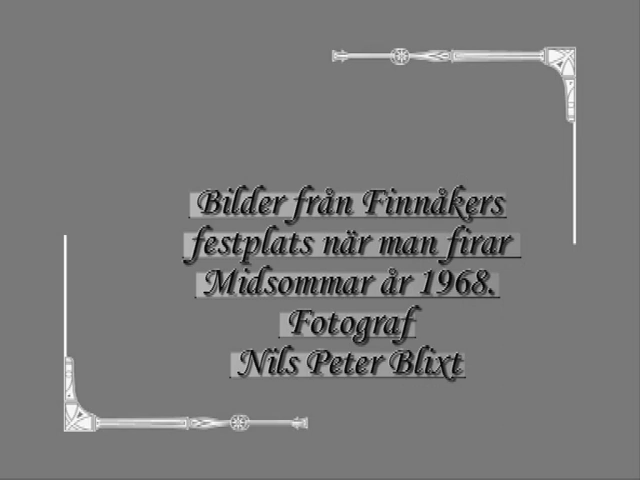 Bilder från Finnåkers
festplats när man firar
Midsommar år 1968.
Fotograf
Nils Peter Blixt